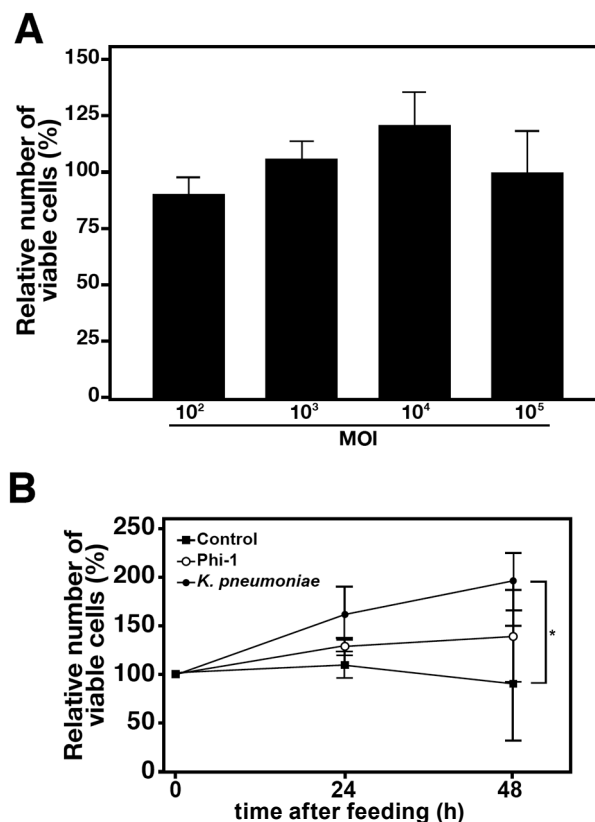 A
Relative number of
viable cells (%)
150
125
100
75
50
25
0
10²
10³
10⁴
10⁵
MOI
B
Relative number of
viable cells (%)
250
200
150
100
50
0
Control
Phi-1
K. pneumoniae
*
0
24
48
time after feeding (h)